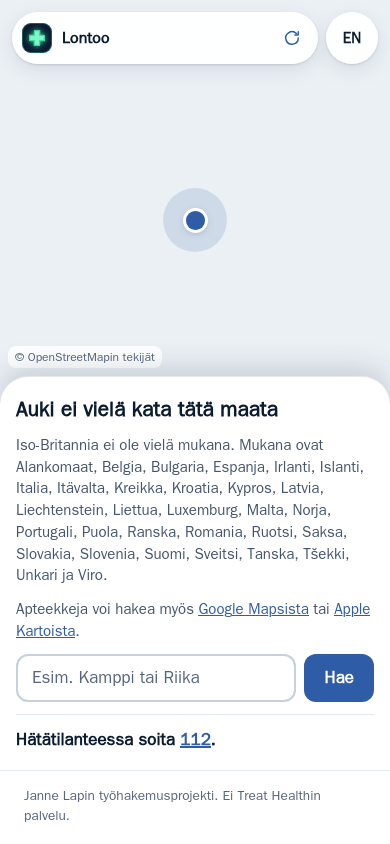 Lontoo
EN
© OpenStreetMapin tekijät
Auki ei vielä kata tätä maata
Iso-Britannia ei ole vielä mukana. Mukana ovat
Alankomaat, Belgia, Bulgaria, Espanja, Irlanti, Islanti,
Italia, Itävalta, Kreikka, Kroatia, Kypros, Latvia,
Liechtenstein, Liettua, Luxemburg, Malta, Norja,
Portugali, Puola, Ranska, Romania, Ruotsi, Saksa,
Slovakia, Slovenia, Suomi, Sveitsi, Tanska, Tšekki,
Unkari ja Viro.
Apteekkeja voi hakea myös Google Mapsista tai Apple
Kartoista.
Esim. Kamppi tai Riika
Hae
Hätätilanteessa soita 112.
Janne Lapin työhakemusprojekti. Ei Treat Healthin
palvelu.